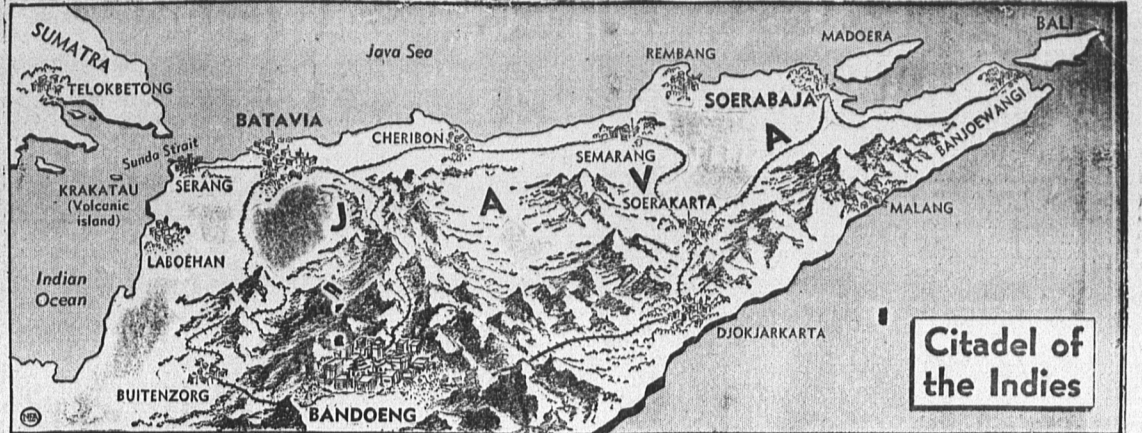 SUMATRA
TELOKBETONG
Java Sea
REMBANG
MADOERA
BALI
BATAVIA
CHERIBON
SOERABAJA
Sunda Strait
SERANG
SEMARANG
BANJOEWANGI
KRAKATAU
(Volcanic
island)
J A V A
SOERAKARTA
MALANG
LABOEHAN
Indian
Ocean
DJOKJARKARTA
Citadel of
the Indies
BUITENZORG
BANDOENG
NEA